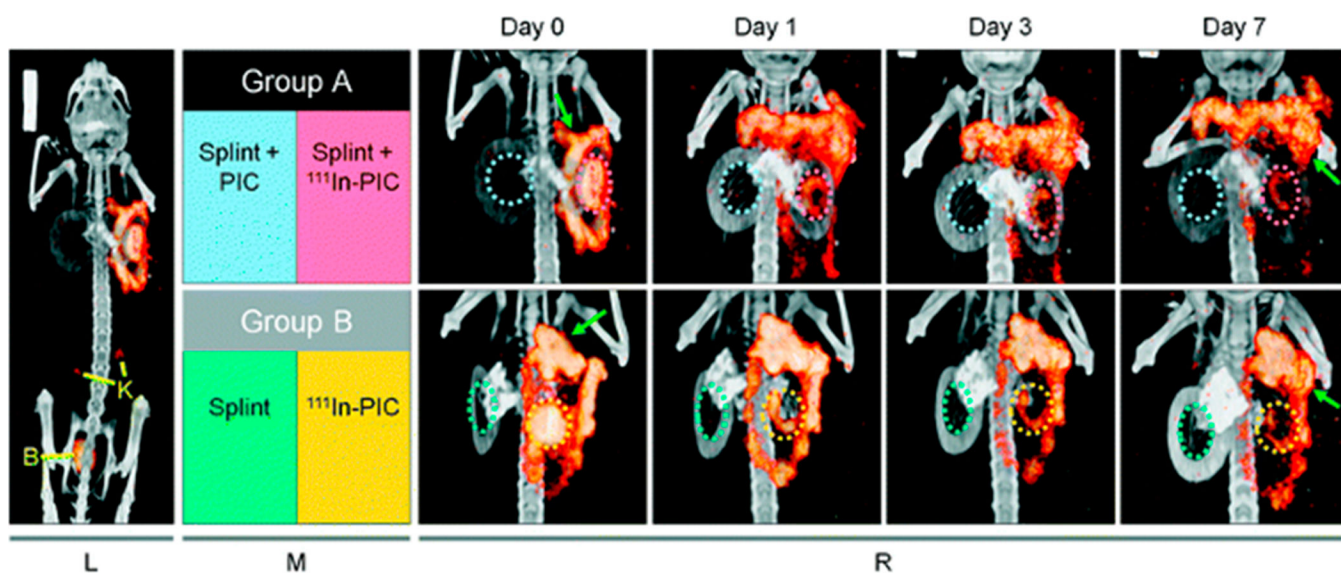 Day 0
Day 1
Day 3
Day 7
Group A
Splint +
PIC
Splint +
¹¹¹In-PIC
Group B
Splint
¹¹¹In-PIC
K
B
L
M
R